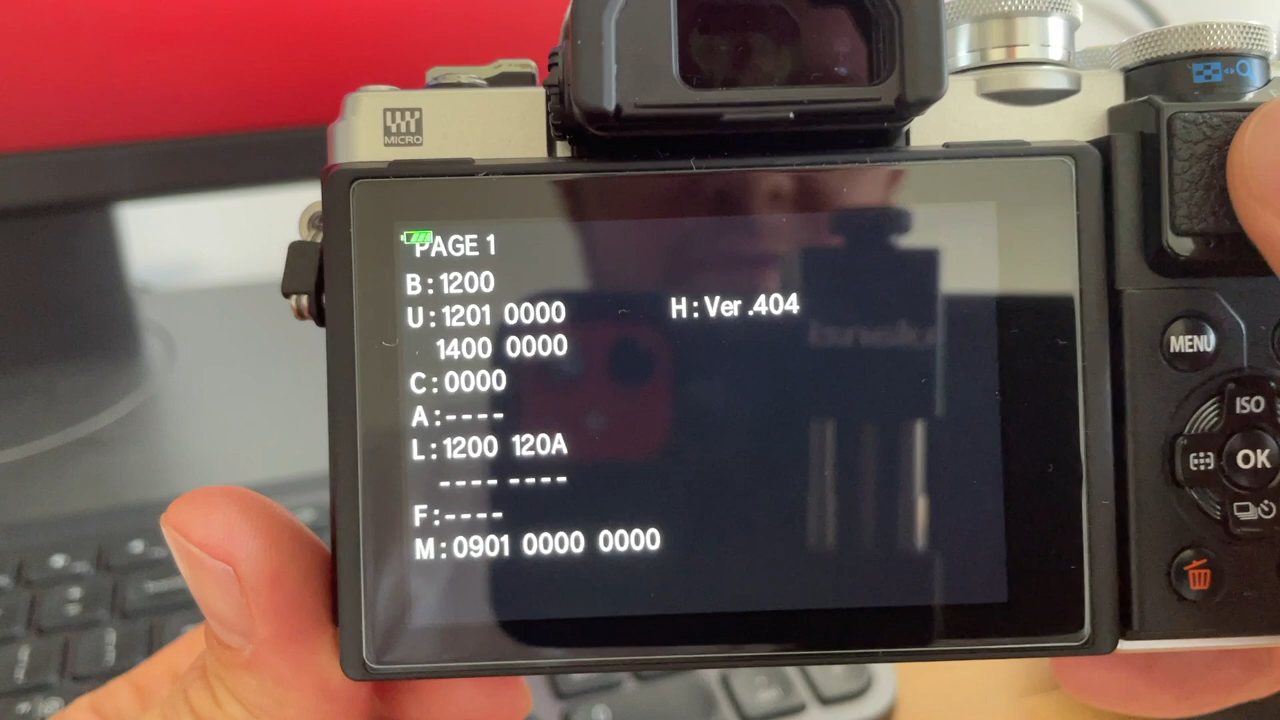 MICRO
PAGE 1
B:1200
U:1201 0000
H:Ver.404
1400 0000
C:0000
A:----
L:1200 120A
---- ----
F:----
M:0901 0000 0000
MENU
ISO
OK